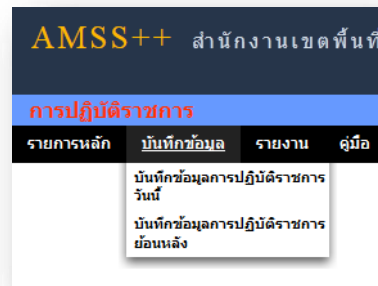 AMSS++ สำนักงานเขตพื้นที่
การปฏิบัติราชการ
รายการหลัก บันทึกข้อมูล รายงาน คู่มือ
บันทึกข้อมูลการปฏิบัติราชการ
วันนี้
บันทึกข้อมูลการปฏิบัติราชการ
ย้อนหลัง